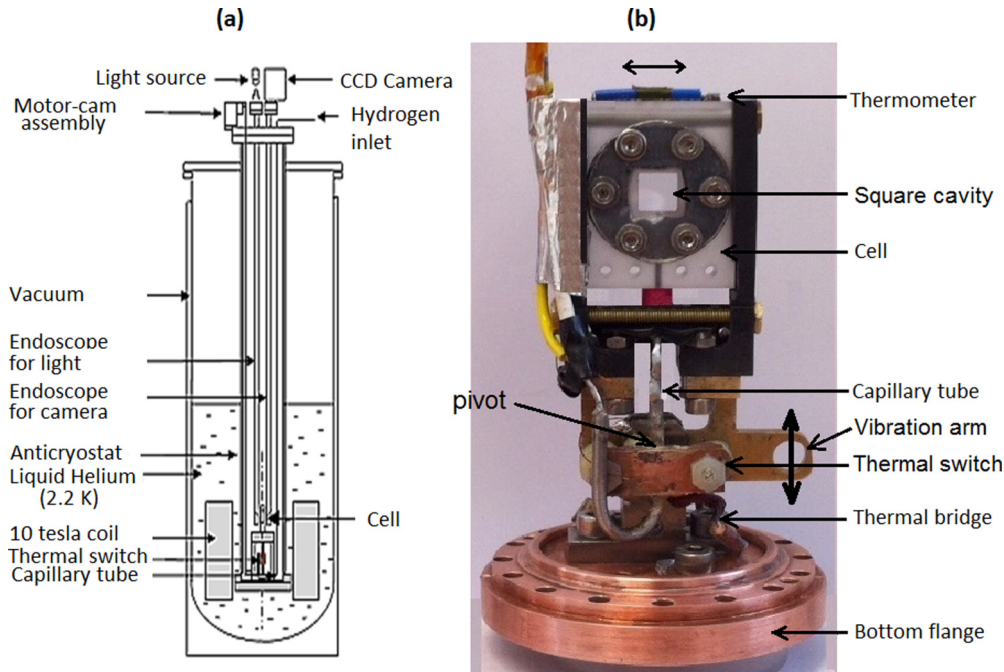 (a)
Light source
CCD Camera
Motor-cam
assembly
Hydrogen
inlet
Vacuum
Endoscope
for light
Endoscope
for camera
Anticryostat
Liquid Helium
(2.2 K)
10 tesla coil
Thermal switch
Capillary tube
Cell
(b)
Thermometer
Square cavity
Cell
Capillary tube
pivot
Vibration arm
Thermal switch
Thermal bridge
Bottom flange